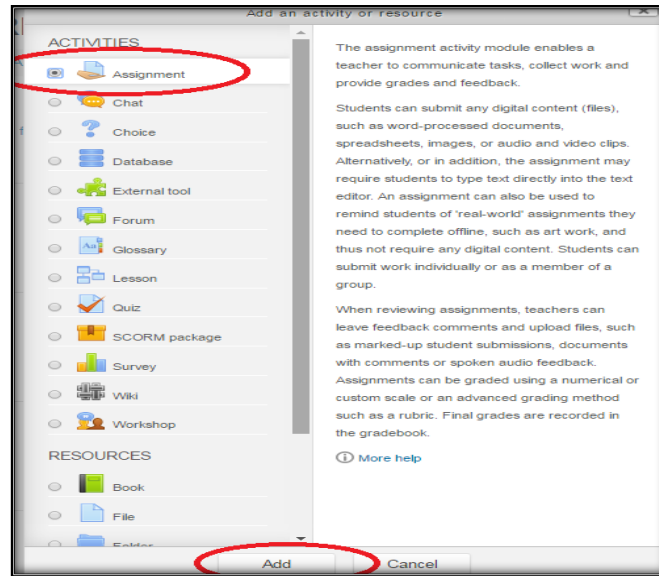 Add an activity or resource
ACTIVITIES
Assignment
Chat
Choice
Database
External tool
Forum
Glossary
Lesson
Quiz
SCORM package
Survey
Wiki
Workshop
RESOURCES
Book
File
Folder
The assignment activity module enables a
teacher to communicate tasks, collect work and
provide grades and feedback.
Students can submit any digital content (files),
such as word-processed documents,
spreadsheets, images, or audio and video clips.
Alternatively, or in addition, the assignment may
require students to type text directly into the text
editor. An assignment can also be used to
remind students of 'real-world' assignments they
need to complete offline, such as art work, and
thus not require any digital content. Students can
submit work individually or as a member of a
group.
When reviewing assignments, teachers can
leave feedback comments and upload files, such
as marked-up student submissions, documents
with comments or spoken audio feedback.
Assignments can be graded using a numerical or
custom scale or an advanced grading method
such as a rubric. Final grades are recorded in
the gradebook.
More help
Add
Cancel